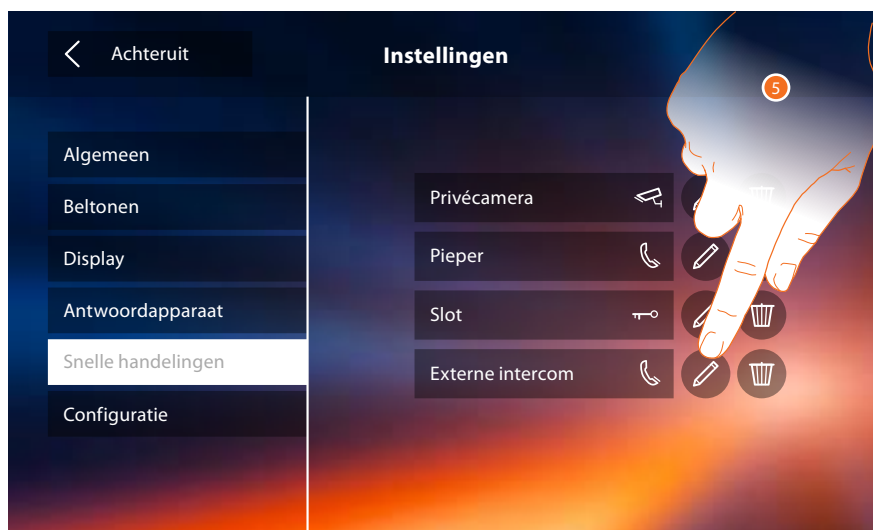 Achteruit
Instellingen
5
Algemeen
Beltonen
Display
Antwoordapparaat
Snelle handelingen
Configuratie
Privécamera
Pieper
Slot
Externe intercom